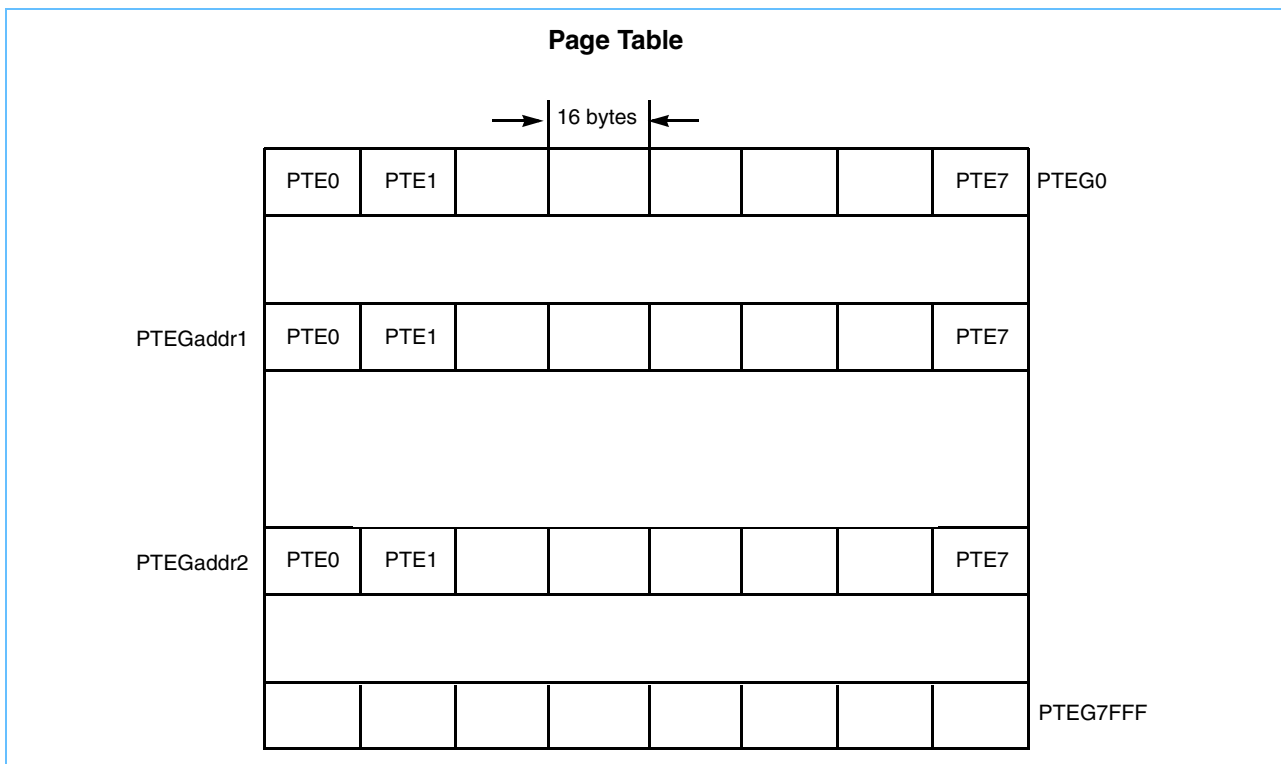 Page Table
16 bytes
PTE0 PTE1 PTE7 PTEG0
PTEGaddr1 PTE0 PTE1 PTE7
PTEGaddr2 PTE0 PTE1 PTE7
PTEG7FFF